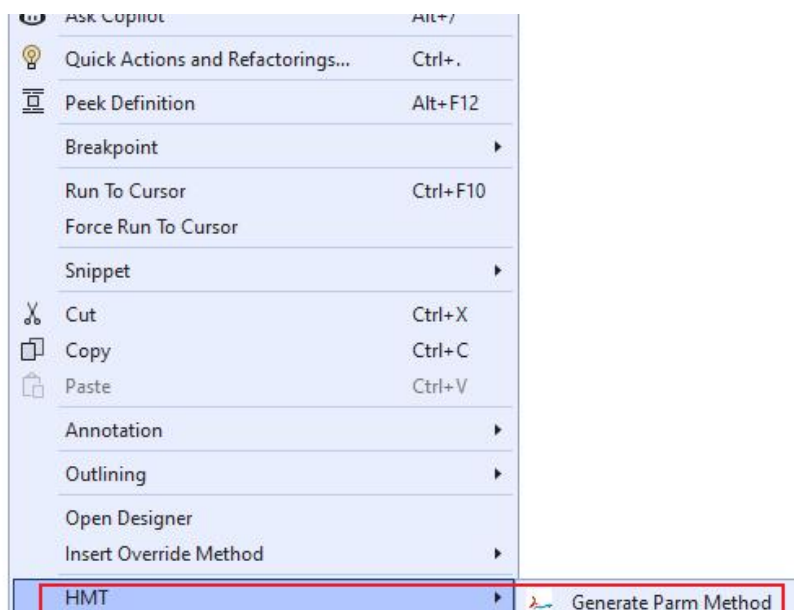 Ask Copilot Alt+/
Quick Actions and Refactorings... Ctrl+.
Peek Definition Alt+F12
Breakpoint
Run To Cursor Ctrl+F10
Force Run To Cursor
Snippet
Cut Ctrl+X
Copy Ctrl+C
Paste Ctrl+V
Annotation
Outlining
Open Designer
Insert Override Method
HMT Generate Parm Method